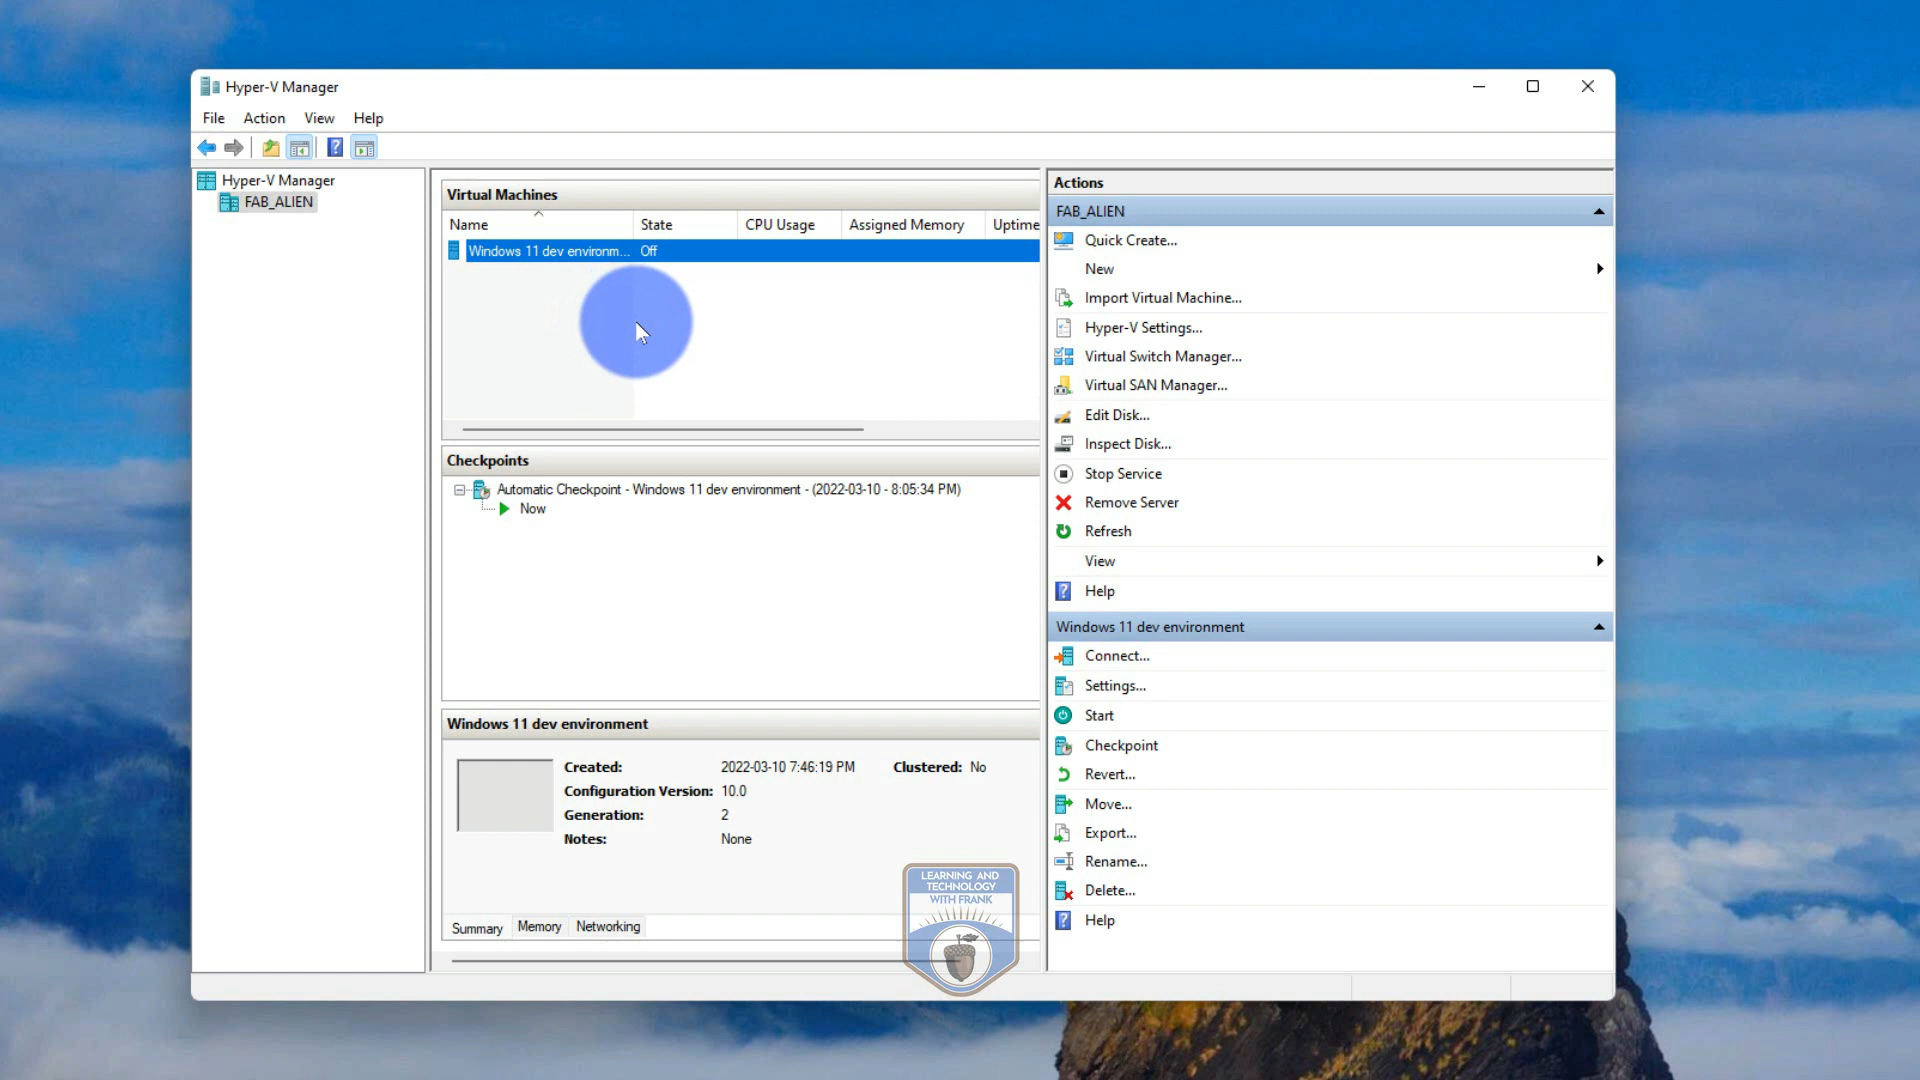 Hyper-V Manager
File Action View Help
Hyper-V Manager
FAB_ALIEN
Virtual Machines
Name State CPU Usage Assigned Memory Uptime
Windows 11 dev environm... Off
Checkpoints
Automatic Checkpoint - Windows 11 dev environment - (2022-03-10 - 8:05:34 PM)
Now
Windows 11 dev environment
Created: 2022-03-10 7:46:19 PM Clustered: No
Configuration Version: 10.0
Generation: 2
Notes: None
Summary Memory Networking
Actions
FAB_ALIEN
Quick Create...
New
Import Virtual Machine...
Hyper-V Settings...
Virtual Switch Manager...
Virtual SAN Manager...
Edit Disk...
Inspect Disk...
Stop Service
Remove Server
Refresh
View
Help
Windows 11 dev environment
Connect...
Settings...
Start
Checkpoint
Revert...
Move...
Export...
Rename...
Delete...
Help
LEARNING AND
TECHNOLOGY
WITH FRANK